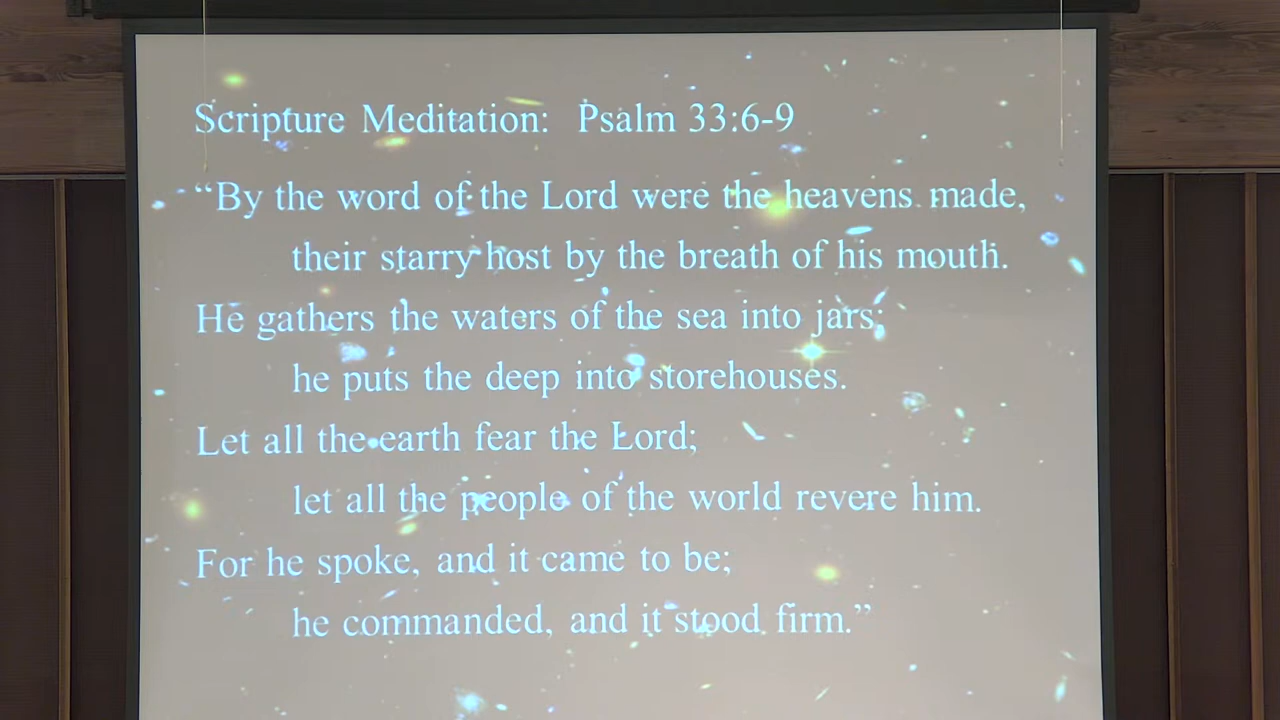 Scripture Meditation: Psalm 33:6-9
“By the word of the Lord were the heavens made,
their starry host by the breath of his mouth.
He gathers the waters of the sea into jars;
he puts the deep into storehouses.
Let all the earth fear the Lord;
let all the people of the world revere him.
For he spoke, and it came to be;
he commanded, and it stood firm.”